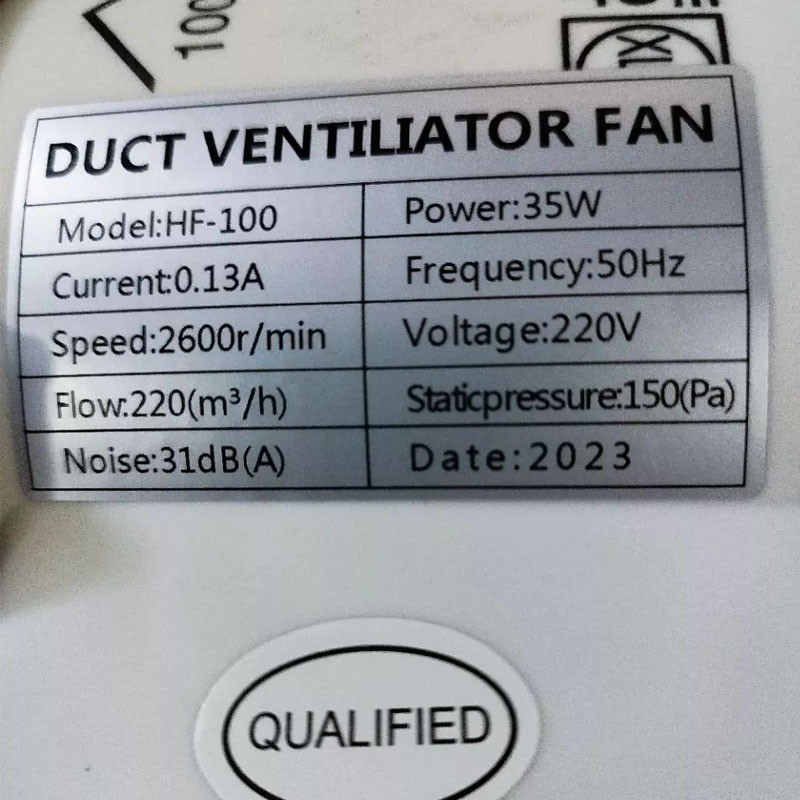 100
DUCT VENTILIATOR FAN
Model:HF-100
Power:35W
Current:0.13A
Frequency:50Hz
Speed:2600r/min
Voltage:220V
Flow:220(m³/h)
Staticpressure:150(Pa)
Noise:31dB(A)
Date:2023
QUALIFIED